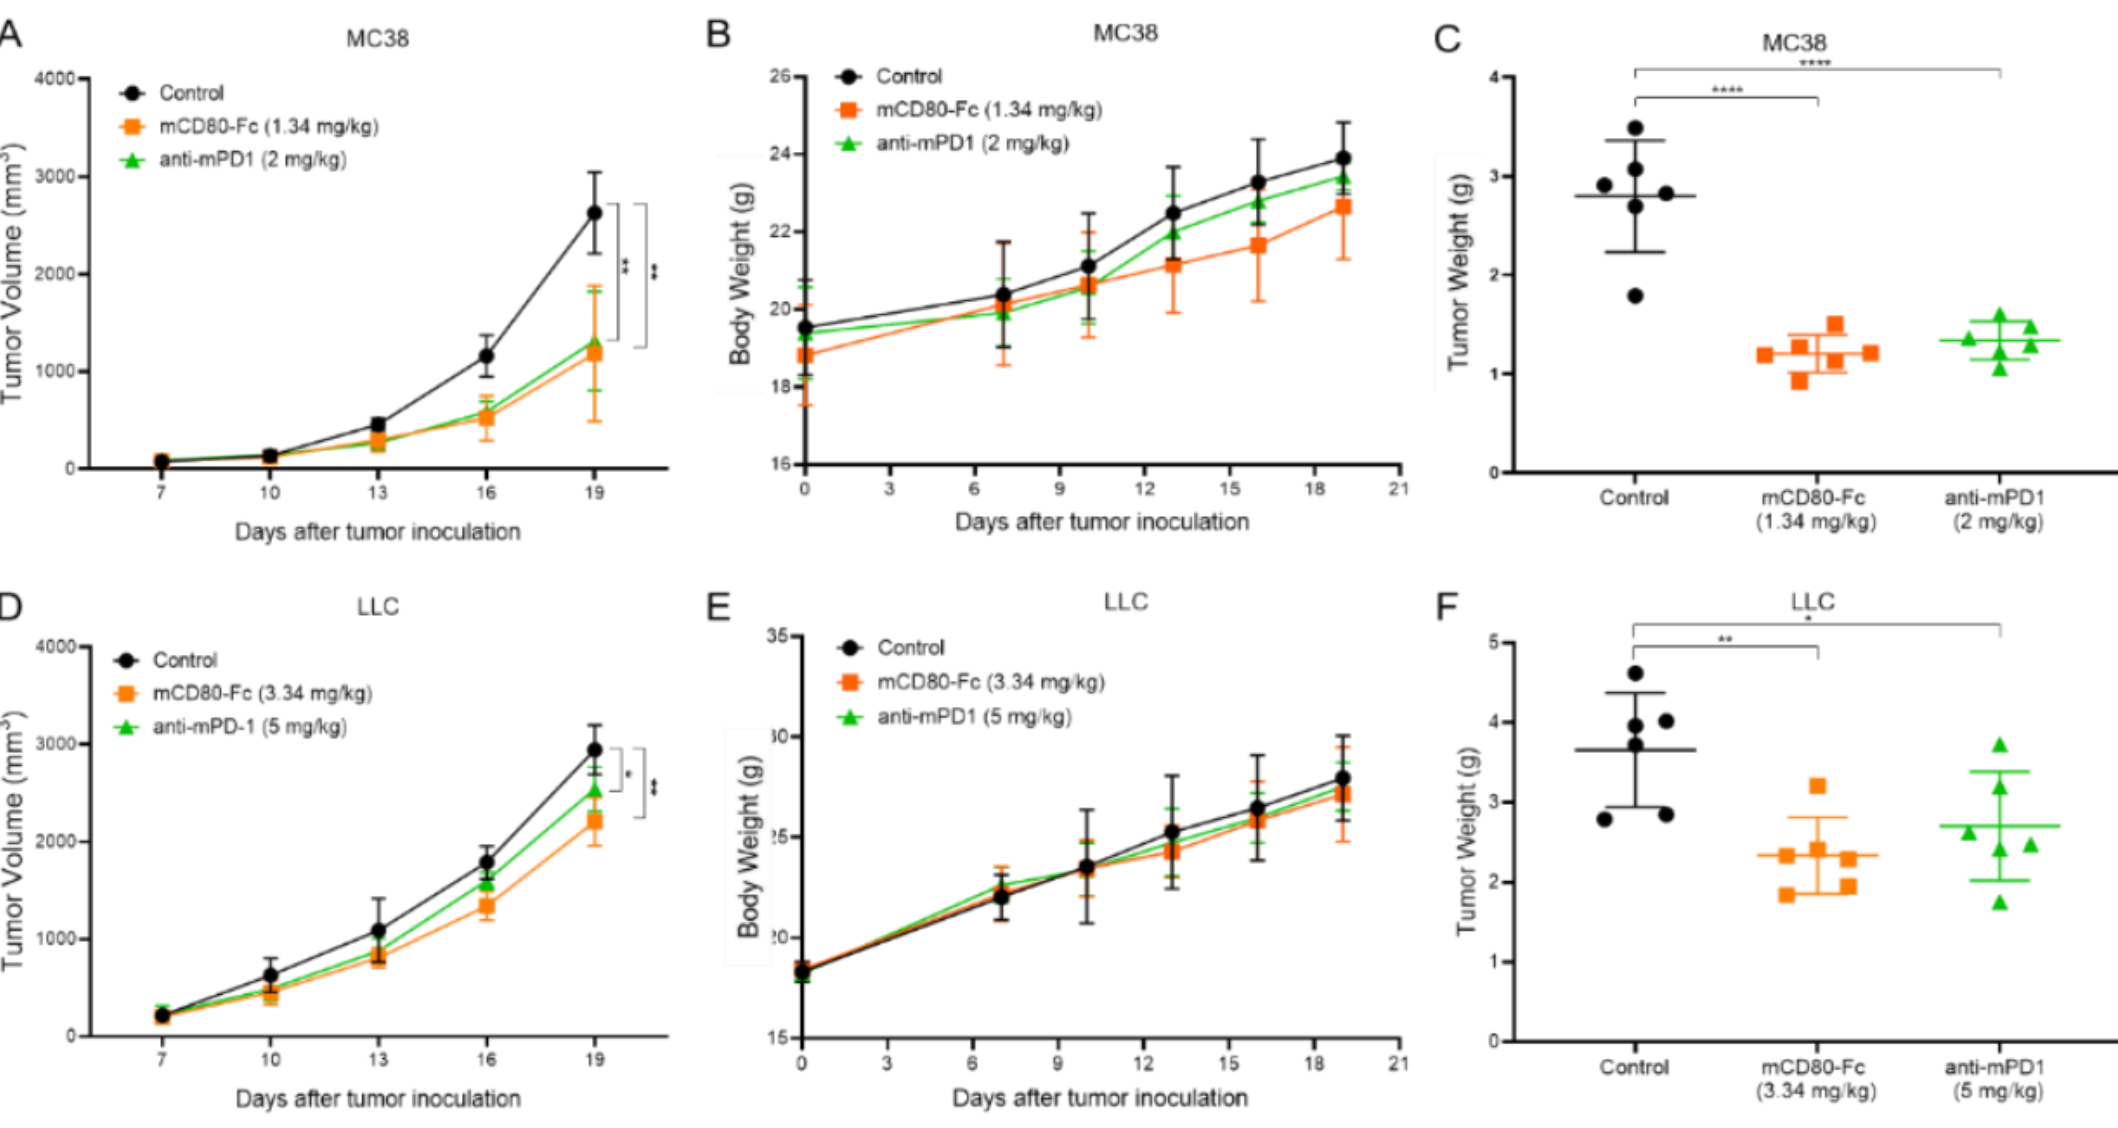 A
MC38
Control
mCD80-Fc (1.34 mg/kg)
anti-mPD1 (2 mg/kg)
Tumor Volume (mm³)
4000
3000
2000
1000
0
**
**
7 10 13 16 19
Days after tumor inoculation
B
MC38
Control
mCD80-Fc (1.34 mg/kg)
anti-mPD1 (2 mg/kg)
Body Weight (g)
26
24
22
20
18
16
0 3 6 9 12 15 18 21
Days after tumor inoculation
C
MC38
****
****
Tumor Weight (g)
4
3
2
1
0
Control
mCD80-Fc
(1.34 mg/kg)
anti-mPD1
(2 mg/kg)
D
LLC
Control
mCD80-Fc (3.34 mg/kg)
anti-mPD-1 (5 mg/kg)
Tumor Volume (mm³)
4000
3000
2000
1000
0
*
**
7 10 13 16 19
Days after tumor inoculation
E
LLC
Control
mCD80-Fc (3.34 mg/kg)
anti-mPD1 (5 mg/kg)
Body Weight (g)
35
30
25
20
15
0 3 6 9 12 15 18 21
Days after tumor inoculation
F
LLC
*
**
Tumor Weight (g)
5
4
3
2
1
0
Control
mCD80-Fc
(3.34 mg/kg)
anti-mPD1
(5 mg/kg)